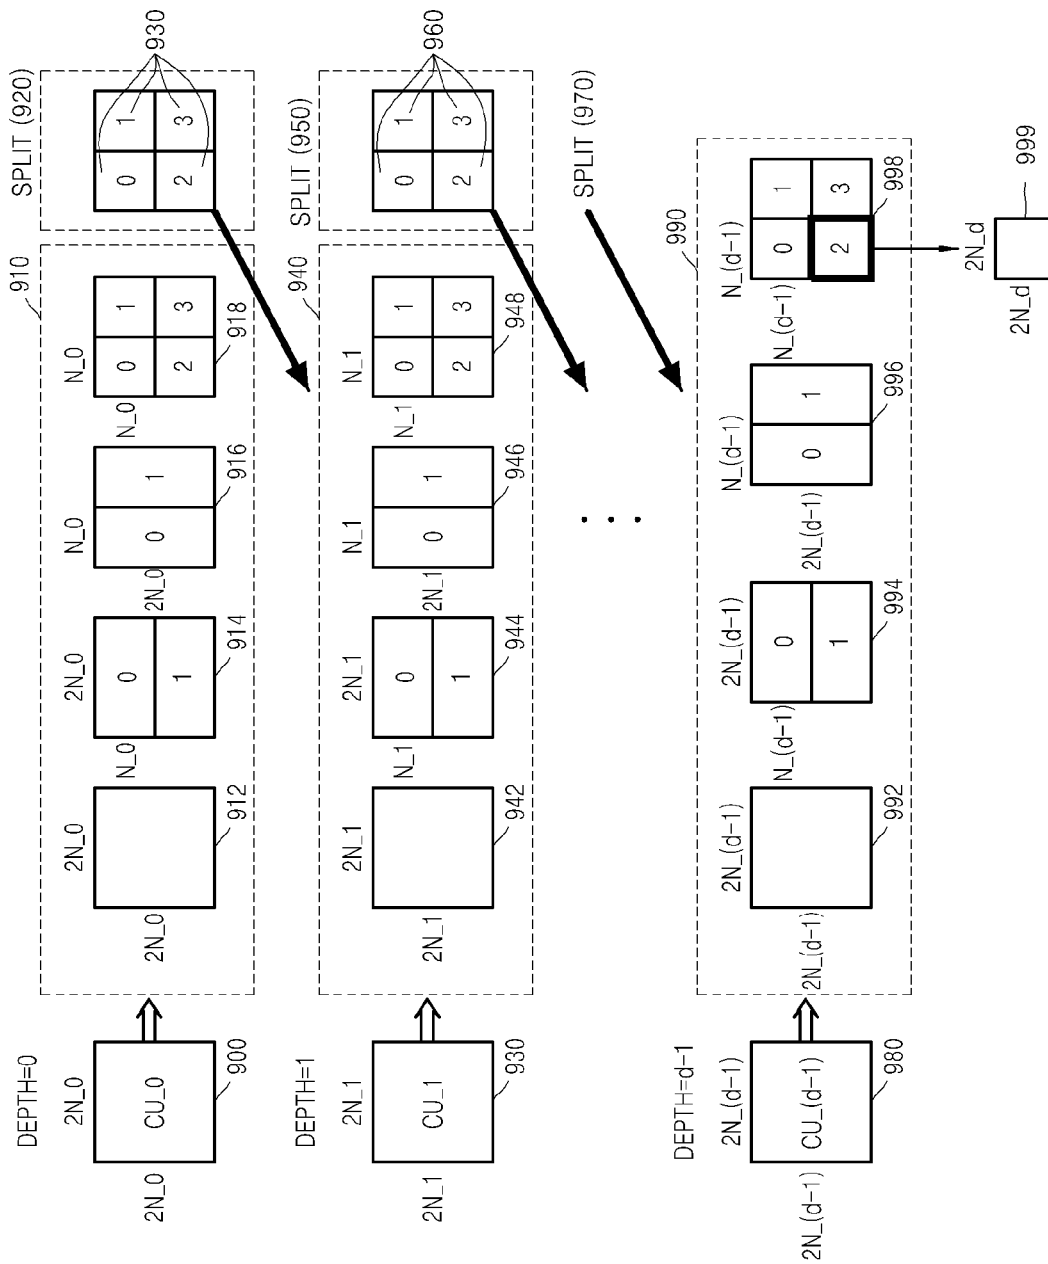 DEPTH=0
2N_0
2N_0
CU_0
900
910
2N_0
2N_0
912
2N_0
N_0
0
1
914
N_0
2N_0
0
1
916
N_0
N_0
0
1
2
3
918
SPLIT (920)
0
1
2
3
930
DEPTH=1
2N_1
2N_1
CU_1
930
940
2N_1
2N_1
942
2N_1
N_1
0
1
944
N_1
2N_1
0
1
946
N_1
N_1
0
1
2
3
948
SPLIT (950)
0
1
2
3
960
. . .
SPLIT (970)
DEPTH=d-1
2N_(d-1)
2N_(d-1)
CU_(d-1)
980
990
2N_(d-1)
2N_(d-1)
992
2N_(d-1)
N_(d-1)
0
1
994
N_(d-1)
2N_(d-1)
0
1
996
N_(d-1)
N_(d-1)
0
1
2
3
998
2N_d
2N_d
999